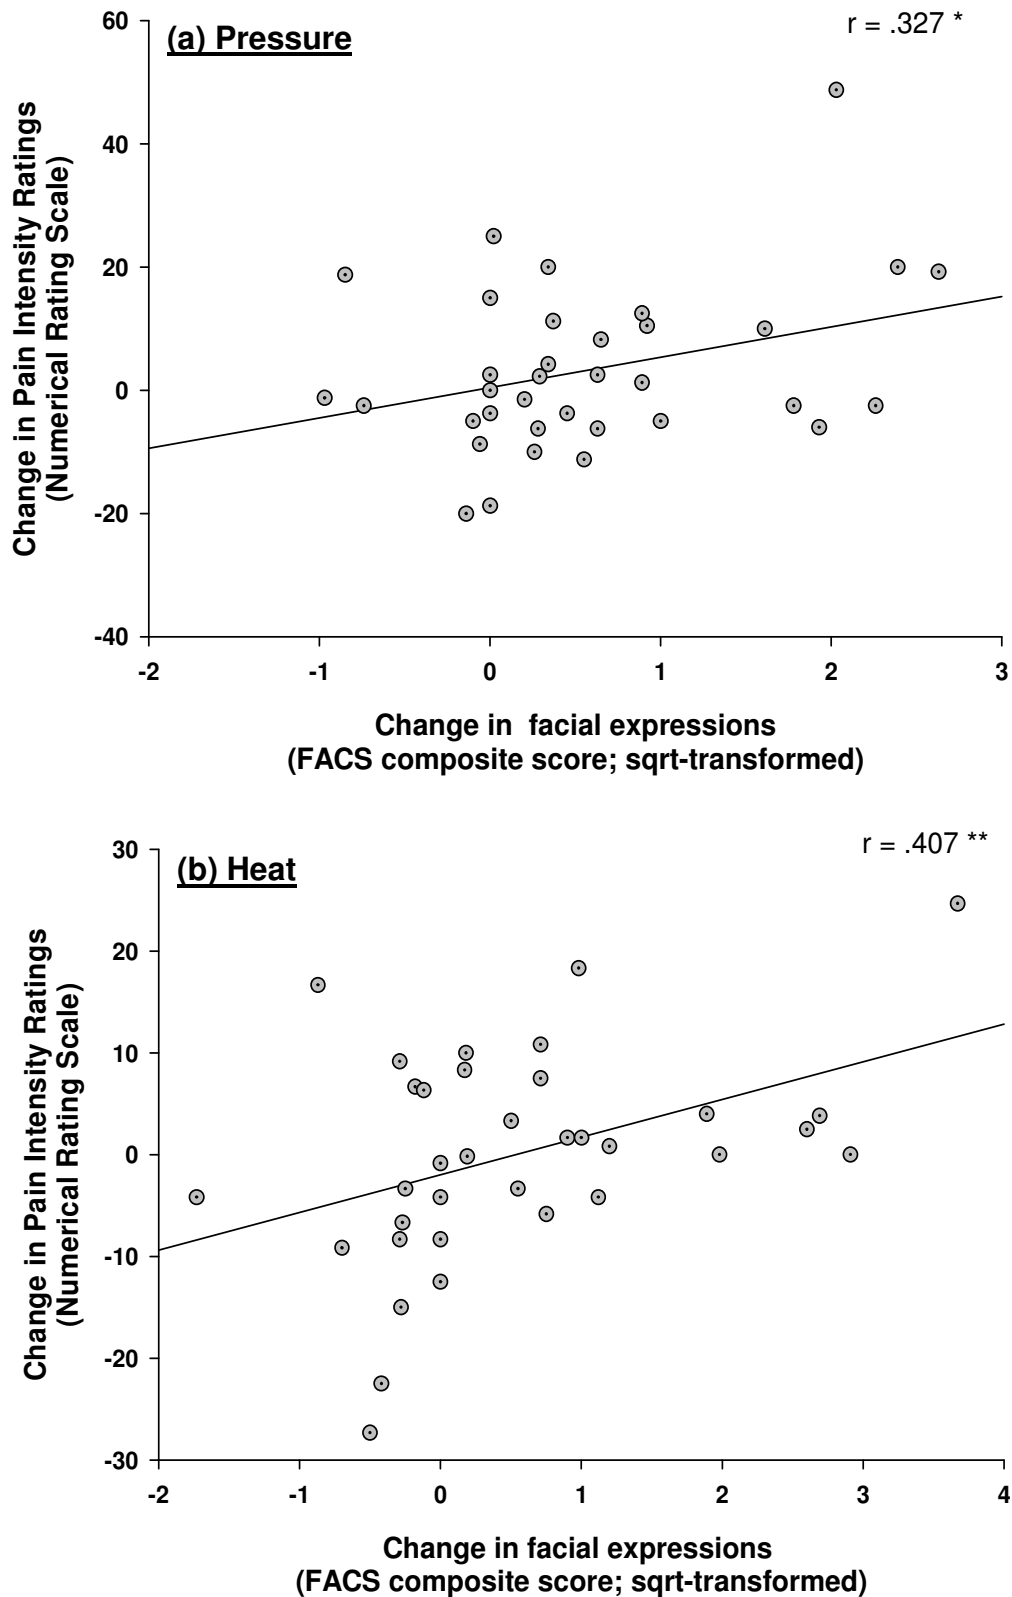 (a) Pressure
r = .327 *
60
40
20
0
-20
-40
Change in Pain Intensity Ratings
(Numerical Rating Scale)
-2 -1 0 1 2 3
Change in facial expressions
(FACS composite score; sqrt-transformed)
(b) Heat
r = .407 **
30
20
10
0
-10
-20
-30
Change in Pain Intensity Ratings
(Numerical Rating Scale)
-2 -1 0 1 2 3 4
Change in facial expressions
(FACS composite score; sqrt-transformed)